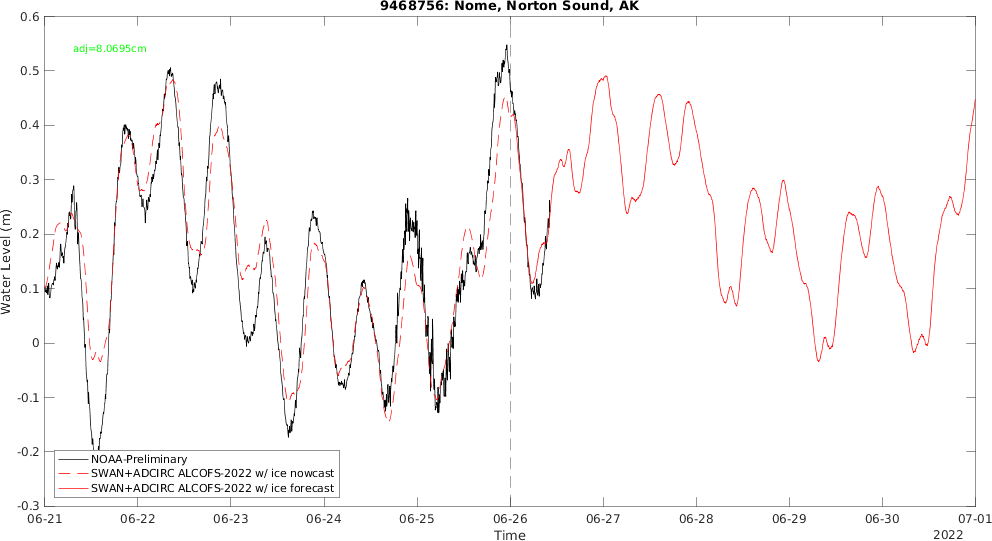 9468756: Nome, Norton Sound, AK
adj=8.0695cm
0.6
0.5
0.4
0.3
0.2
0.1
0
-0.1
-0.2
-0.3
Water Level (m)
NOAA-Preliminary
SWAN+ADCIRC ALCOFS-2022 w/ ice nowcast
SWAN+ADCIRC ALCOFS-2022 w/ ice forecast
06-21 06-22 06-23 06-24 06-25 06-26 06-27 06-28 06-29 06-30 07-01
Time
2022